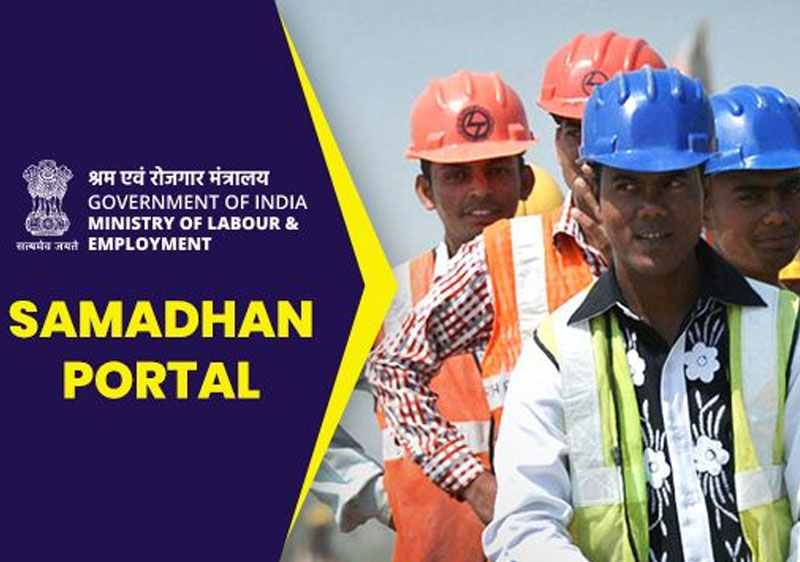 श्रम एवं रोजगार मंत्रालय
GOVERNMENT OF INDIA
MINISTRY OF LABOUR &
EMPLOYMENT
सत्यमेव जयते
SAMADHAN
PORTAL